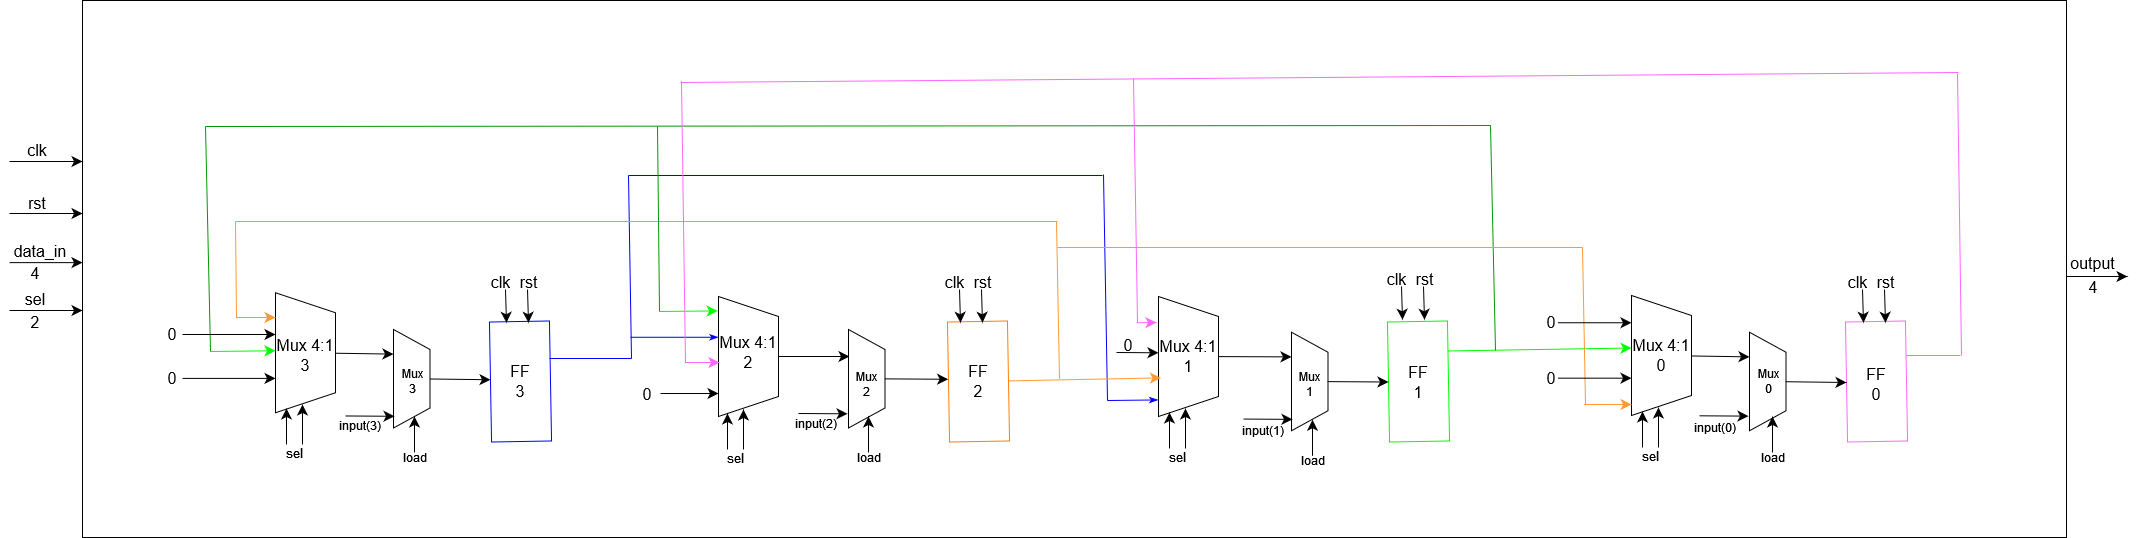 clk
rst
data_in
4
sel
2
output
4
0
0
Mux 4:1
3
sel
Mux
3
input(3)
load
clk rst
FF
3
0
Mux 4:1
2
sel
Mux
2
input(2)
load
clk rst
FF
2
0
Mux 4:1
1
sel
Mux
1
input(1)
load
clk rst
FF
1
0
0
Mux 4:1
0
sel
Mux
0
input(0)
load
clk rst
FF
0